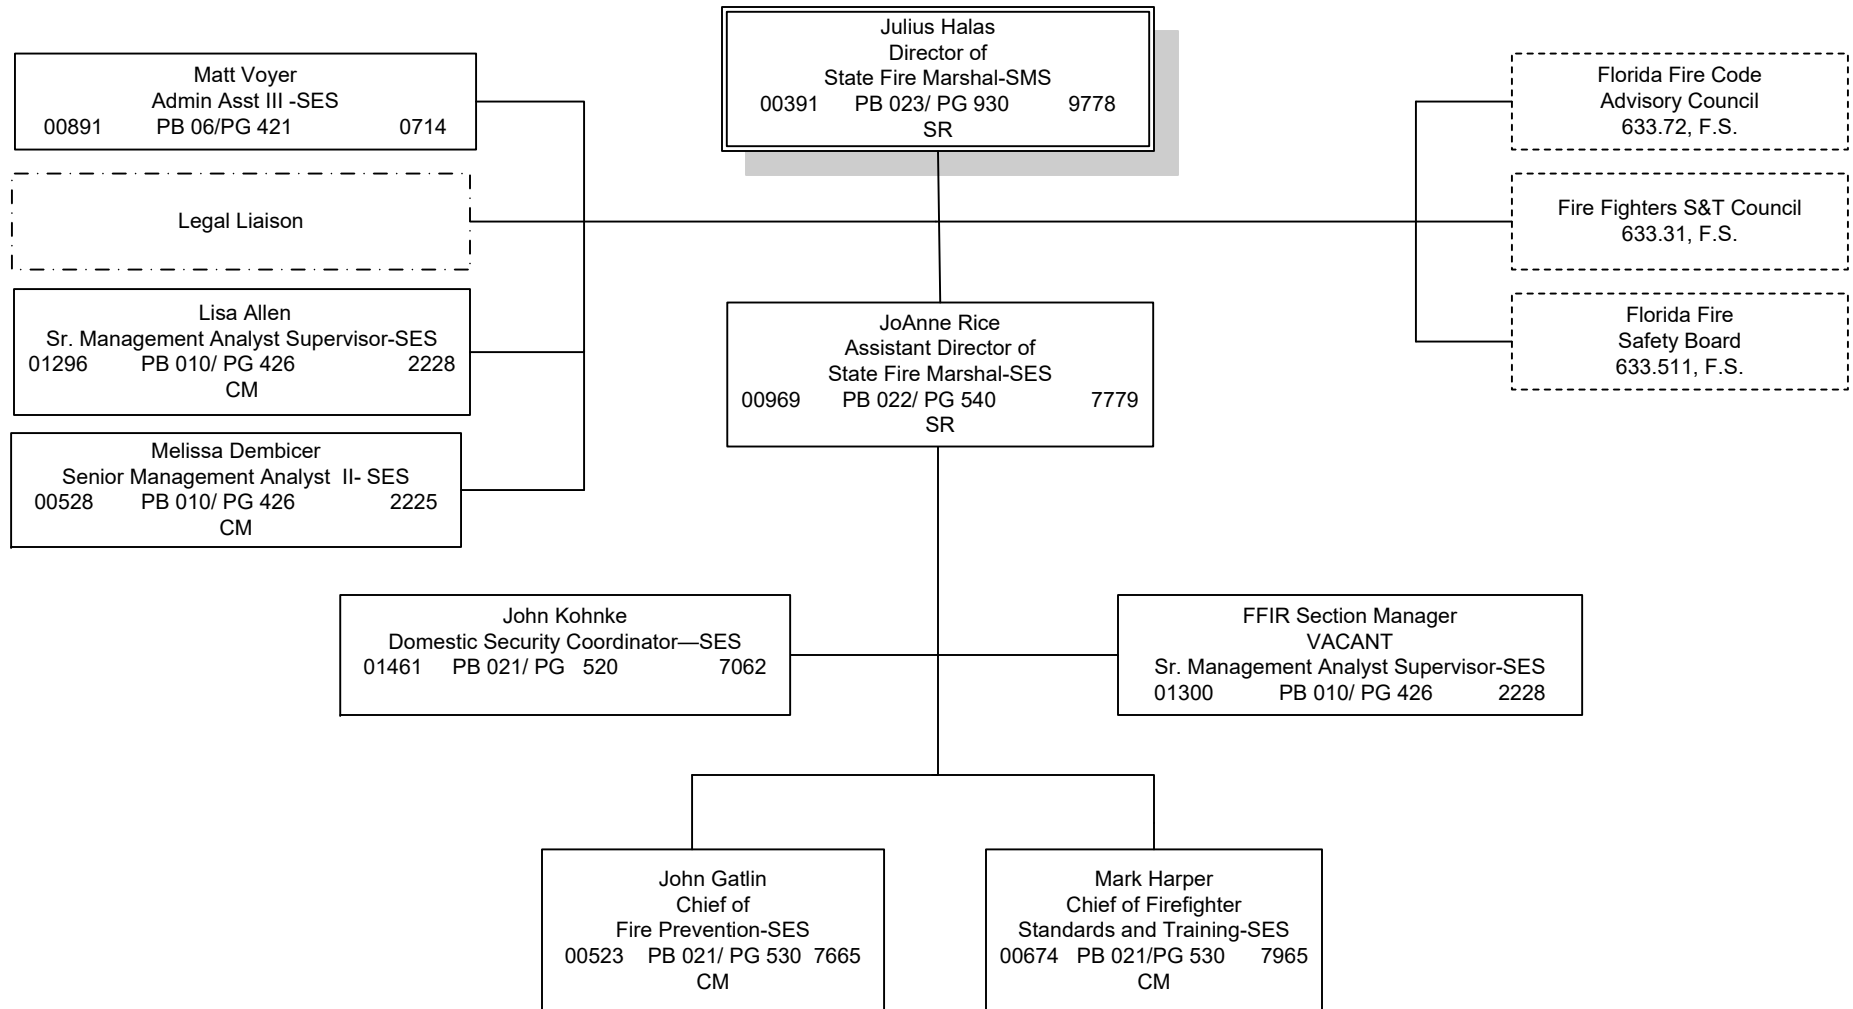 Julius Halas
Director of
State Fire Marshal-SMS
00391 PB 023/ PG 930 9778
SR
Matt Voyer
Admin Asst III -SES
00891 PB 06/PG 421 0714
Legal Liaison
Lisa Allen
Sr. Management Analyst Supervisor-SES
01296 PB 010/ PG 426 2228
CM
Melissa Dembicer
Senior Management Analyst II- SES
00528 PB 010/ PG 426 2225
CM
Florida Fire Code
Advisory Council
633.72, F.S.
Fire Fighters S&T Council
633.31, F.S.
Florida Fire
Safety Board
633.511, F.S.
JoAnne Rice
Assistant Director of
State Fire Marshal-SES
00969 PB 022/ PG 540 7779
SR
John Kohnke
Domestic Security Coordinator—SES
01461 PB 021/ PG 520 7062
FFIR Section Manager
VACANT
Sr. Management Analyst Supervisor-SES
01300 PB 010/ PG 426 2228
John Gatlin
Chief of
Fire Prevention-SES
00523 PB 021/ PG 530 7665
CM
Mark Harper
Chief of Firefighter
Standards and Training-SES
00674 PB 021/PG 530 7965
CM